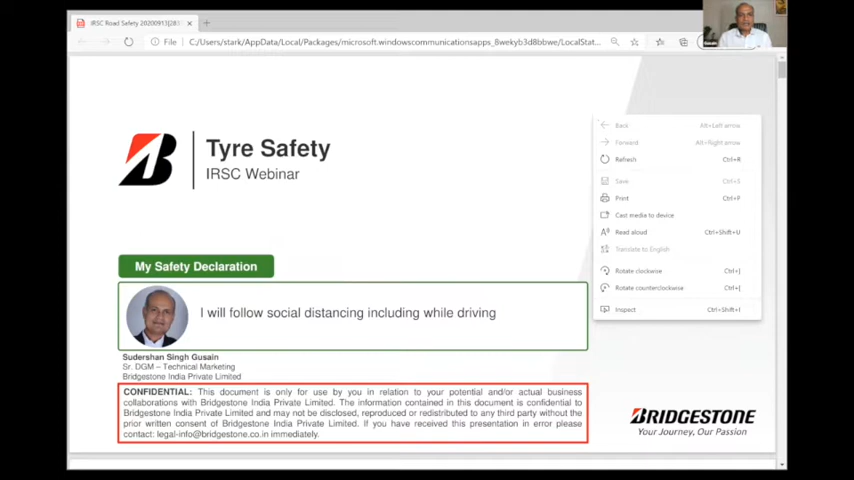 IRSC Road Safety 20200911[283
File
C:/Users/stark/AppData/Local/Packages/microsoft.windowscommunicationsapps_8wekyb3d8bbwe/LocalStat...
Tyre Safety
IRSC Webinar
Back Alt+Left arrow
Forward Alt+Right arrow
Refresh Ctrl+R
Save Ctrl+S
Print Ctrl+P
Cast media to device
Read aloud Ctrl+Shift+U
Translate to English
Rotate clockwise Ctrl+]
Rotate counterclockwise Ctrl+[
Inspect Ctrl+Shift+I
My Safety Declaration
I will follow social distancing including while driving
Sudershan Singh Gusain
Sr. DGM – Technical Marketing
Bridgestone India Private Limited
CONFIDENTIAL: This document is only for use by you in relation to your potential and/or actual business
collaborations with Bridgestone India Private Limited. The information contained in this document is confidential to
Bridgestone India Private Limited and may not be disclosed, reproduced or redistributed to any third party without the
prior written consent of Bridgestone India Private Limited. If you have received this presentation in error please
contact: legal-info@bridgestone.co.in immediately.
BRIDGESTONE
Your Journey, Our Passion